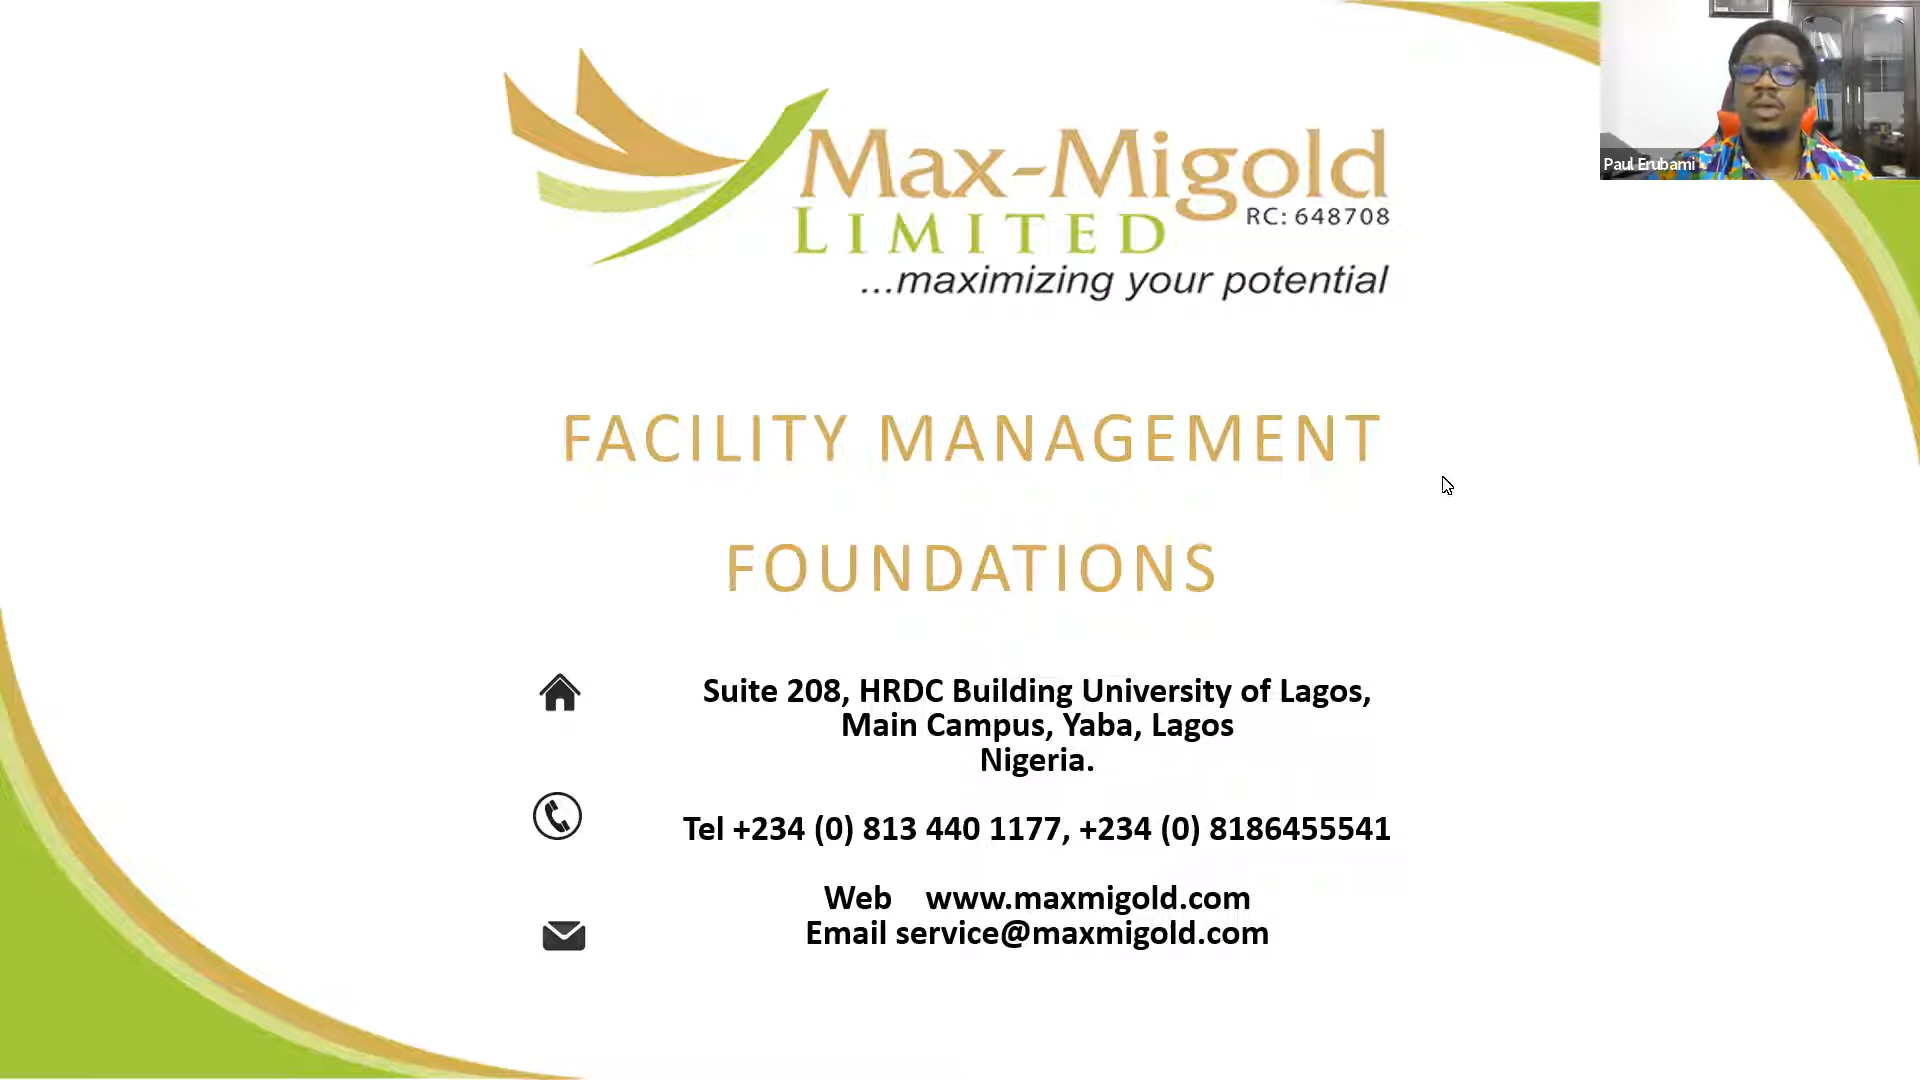 Max-Migold
LIMITED RC: 648708
...maximizing your potential
Paul Erubami
FACILITY MANAGEMENT
FOUNDATIONS
Suite 208, HRDC Building University of Lagos,
Main Campus, Yaba, Lagos
Nigeria.
Tel +234 (0) 813 440 1177, +234 (0) 8186455541
Web www.maxmigold.com
Email service@maxmigold.com